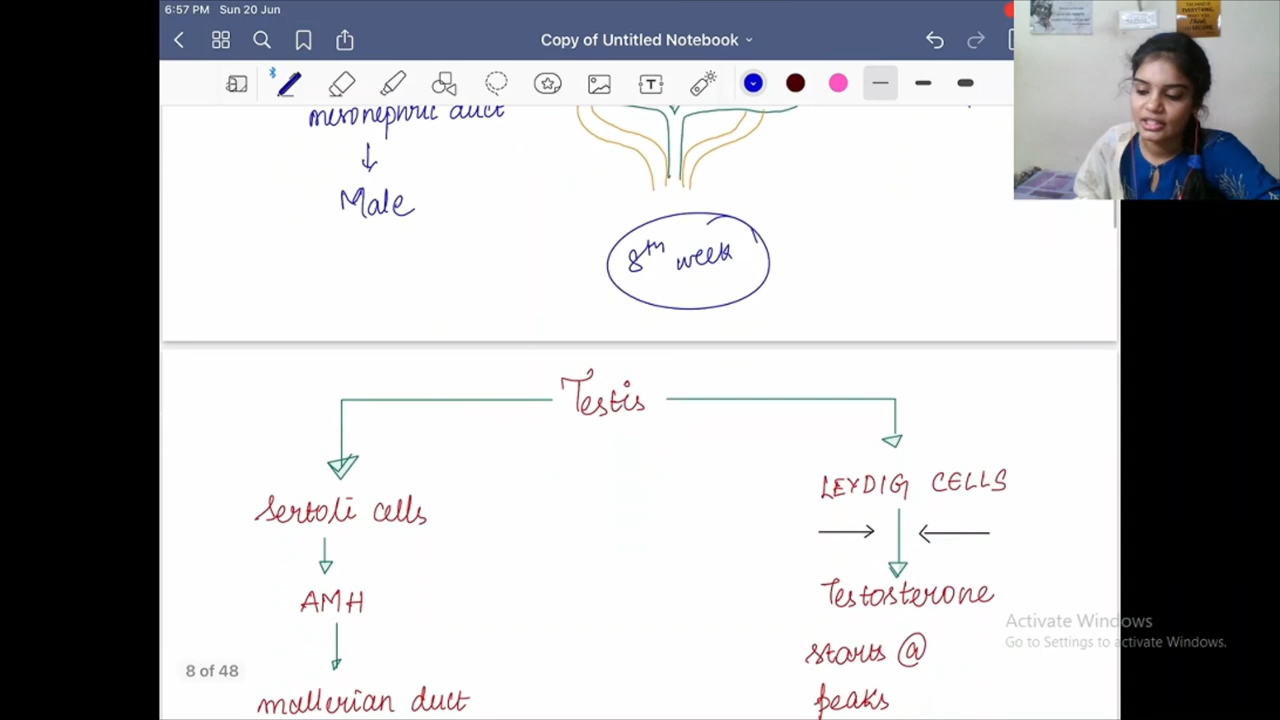 6:57 PM Sun 20 Jun
Copy of Untitled Notebook
mesonephric duct
Male
8th week
Testis
LEYDIG CELLS
Sertoli cells
Testosterone
AMH
Activate Windows
Go to Settings to activate Windows.
starts @
8 of 48
mullerian duct
peaks